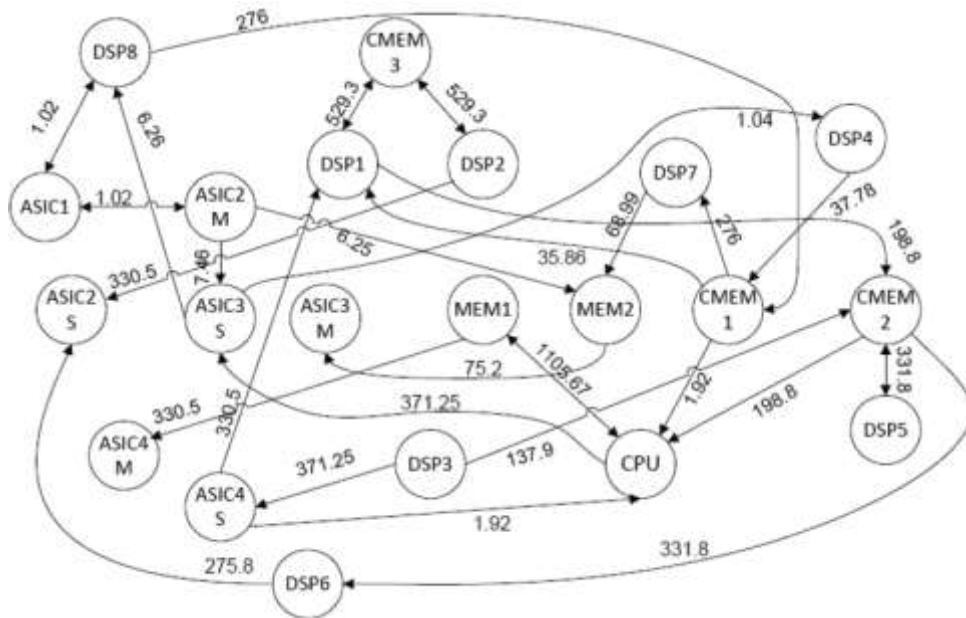 276
DSP8
CMEM
3
1.02
6.26
529.3
529.3
1.04
DSP4
DSP1
DSP2
DSP7
ASIC1
1.02
ASIC2
M
68.99
276
37.78
6.25
35.86
198.8
330.5
7.46
ASIC2
S
ASIC3
S
ASIC3
M
MEM1
MEM2
CMEM
1
CMEM
2
75.2
1105.67
1.92
198.8
331.8
330.5
330.5
371.25
DSP5
ASIC4
M
371.25
DSP3
137.9
CPU
ASIC4
S
1.92
275.8
DSP6
331.8